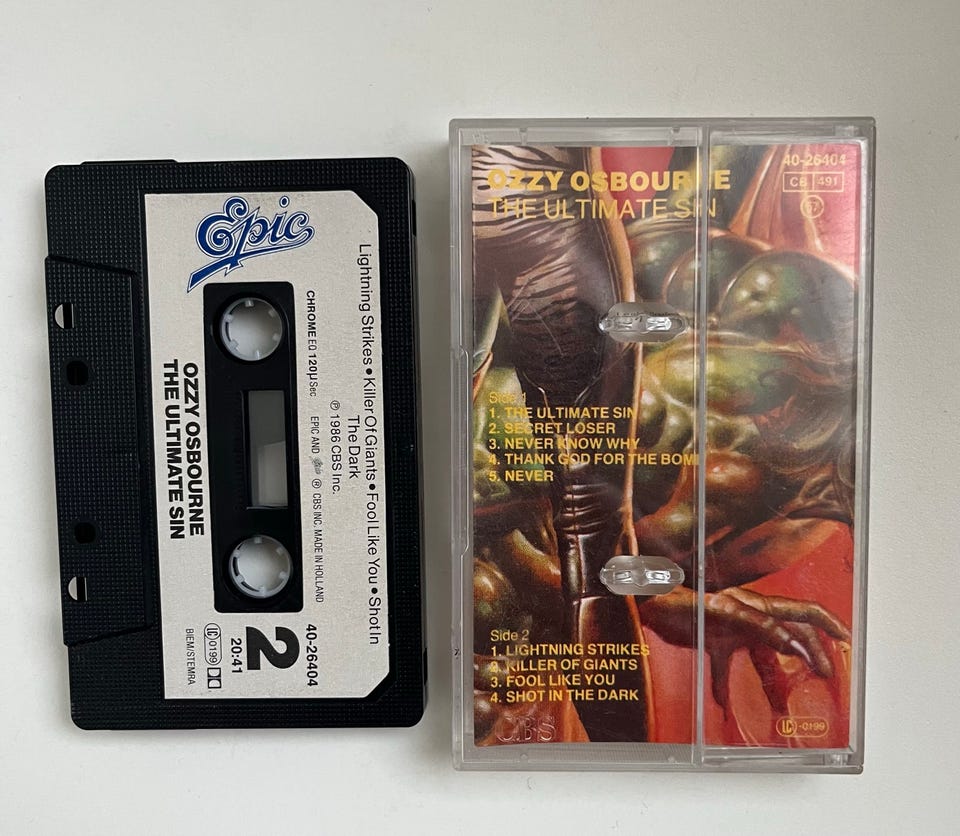 Epic
Lightning Strikes • Killer Of Giants • Fool Like You • Shot In
The Dark
℗ 1986 CBS Inc.
CHROME EQ 120µSec
EPIC AND Epic ® CBS INC. MADE IN HOLLAND
OZZY OSBOURNE
THE ULTIMATE SIN
40-26404
2
20:41
LC 0199
BIEM/STEMRA
OZZY OSBOURNE
THE ULTIMATE SIN
40-26404
CB 491
Side 1
1. THE ULTIMATE SIN
2. SECRET LOSER
3. NEVER KNOW WHY
4. THANK GOD FOR THE BOM
5. NEVER
Side 2
1. LIGHTNING STRIKES
2. KILLER OF GIANTS
3. FOOL LIKE YOU
4. SHOT IN THE DARK
CBS
LC -0199